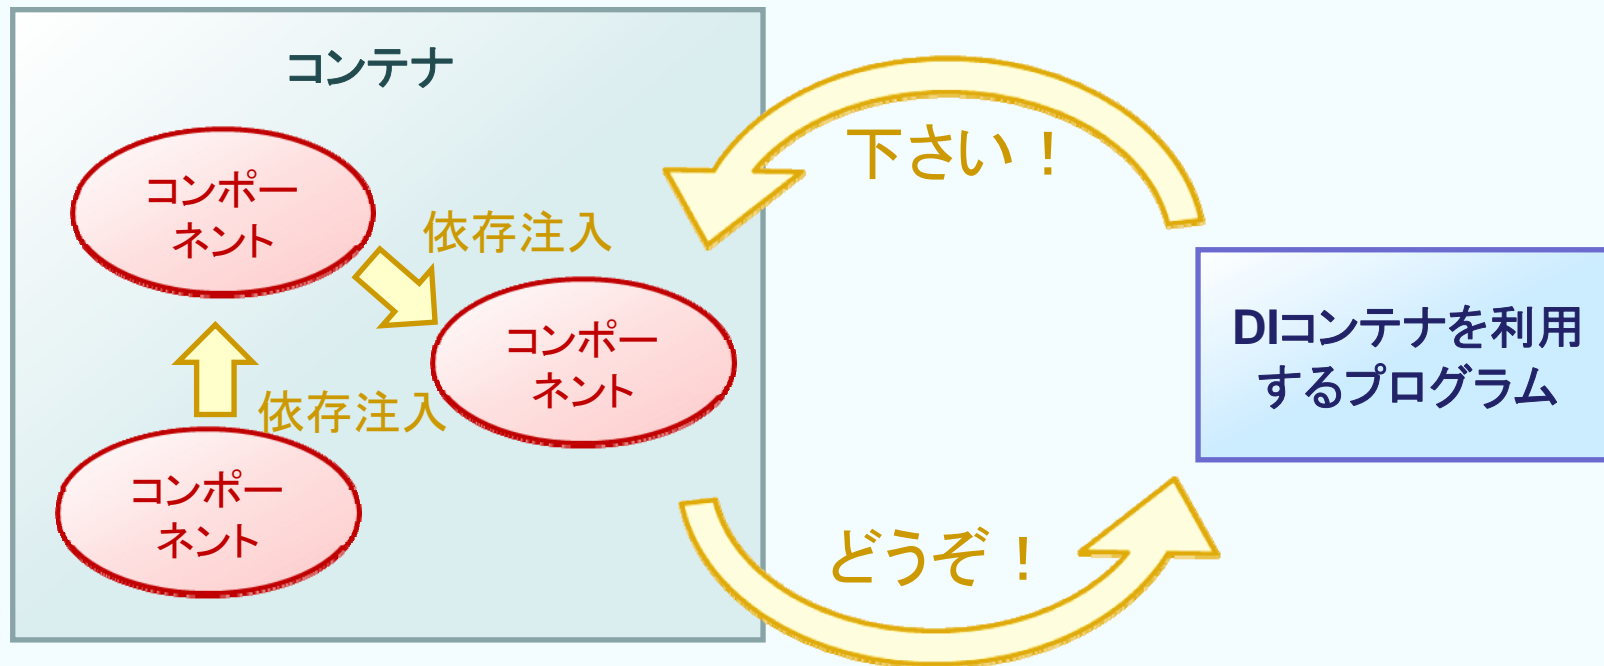 コンテナ
下さい！
コンポー
ネント
依存注入
コンポー
ネント
DIコンテナを利用
するプログラム
依存注入
コンポー
ネント
どうぞ！